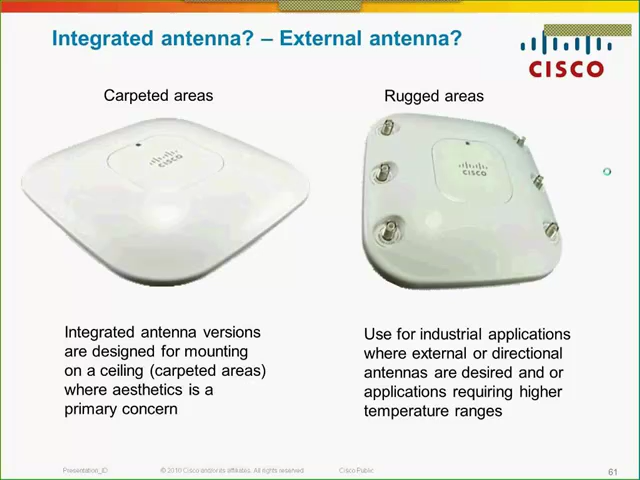 Integrated antenna? – External antenna?
CISCO
Carpeted areas
Rugged areas
CISCO
CISCO
Integrated antenna versions
are designed for mounting
on a ceiling (carpeted areas)
where aesthetics is a
primary concern
Use for industrial applications
where external or directional
antennas are desired and or
applications requiring higher
temperature ranges
Presentation_ID
© 2010 Cisco and/or its affiliates. All rights reserved.
Cisco Public
61